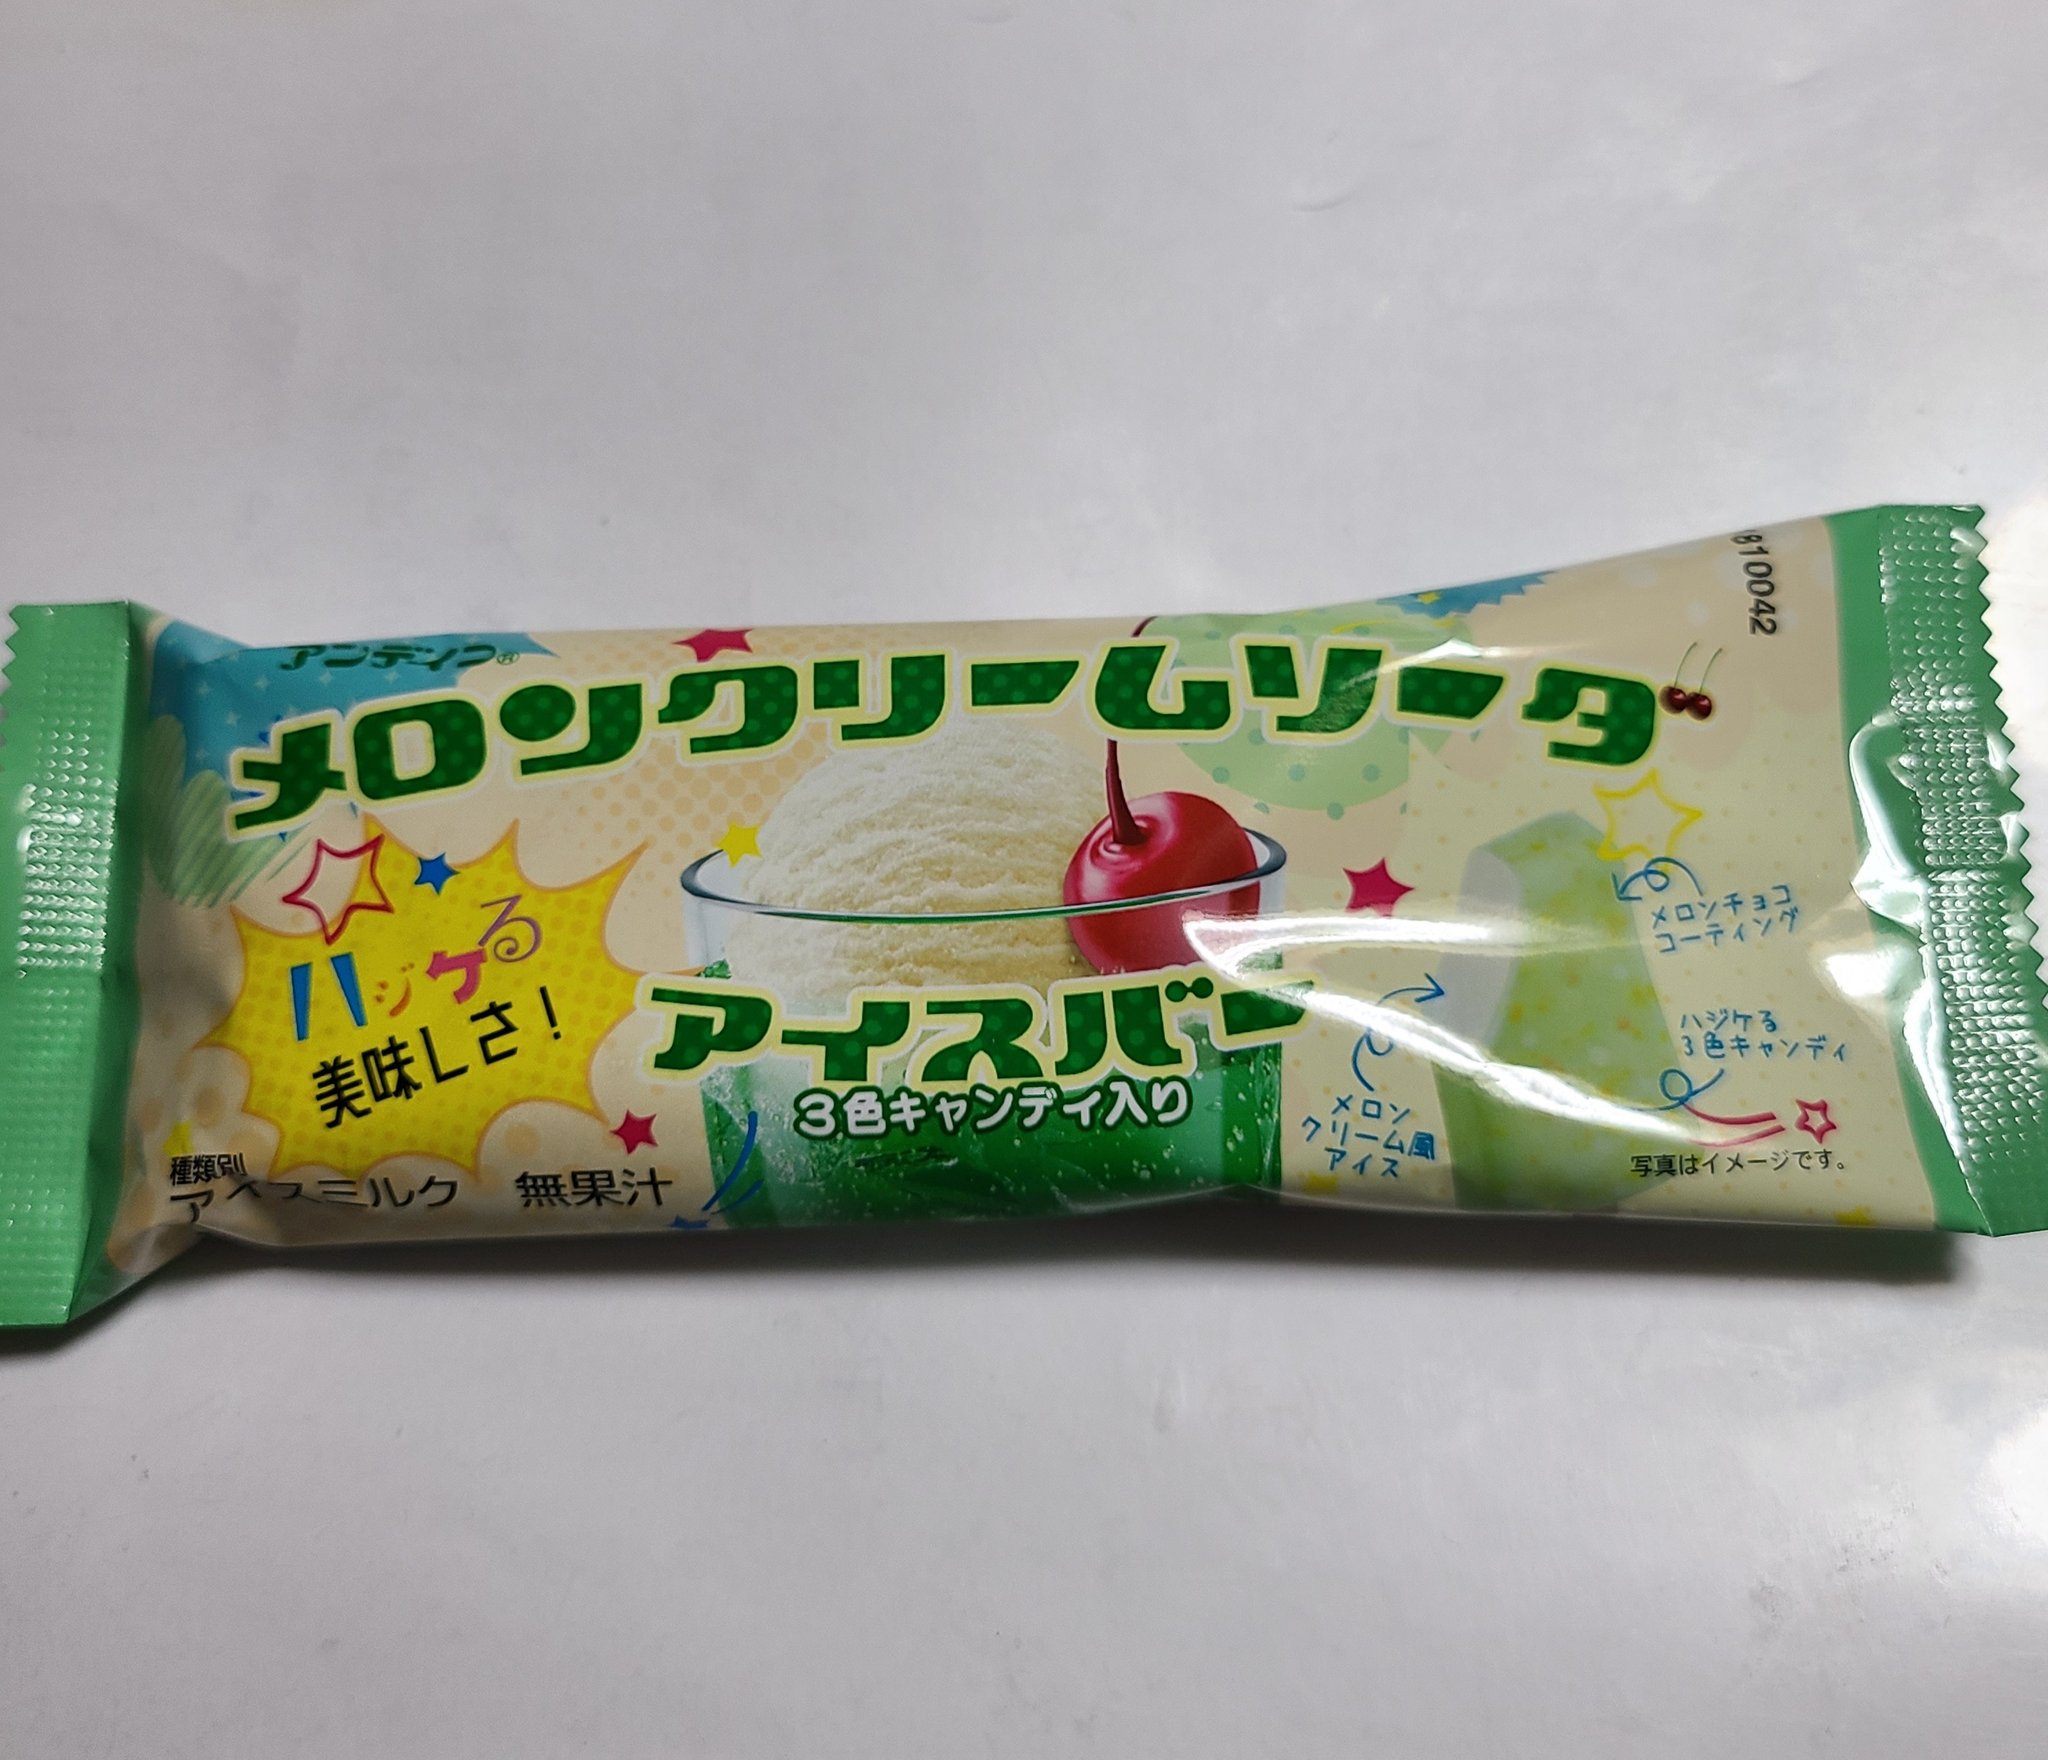 アンデイコ®
メロンクリームソーダ
アイスバー
3色キャンディ入り
ハジケる
美味しさ!
種類別
アイスミルク 無果汁
メロンチョコ
コーティング
ハジケる
3色キャンディ
メロン
クリーム風
アイス
写真はイメージです。
810042